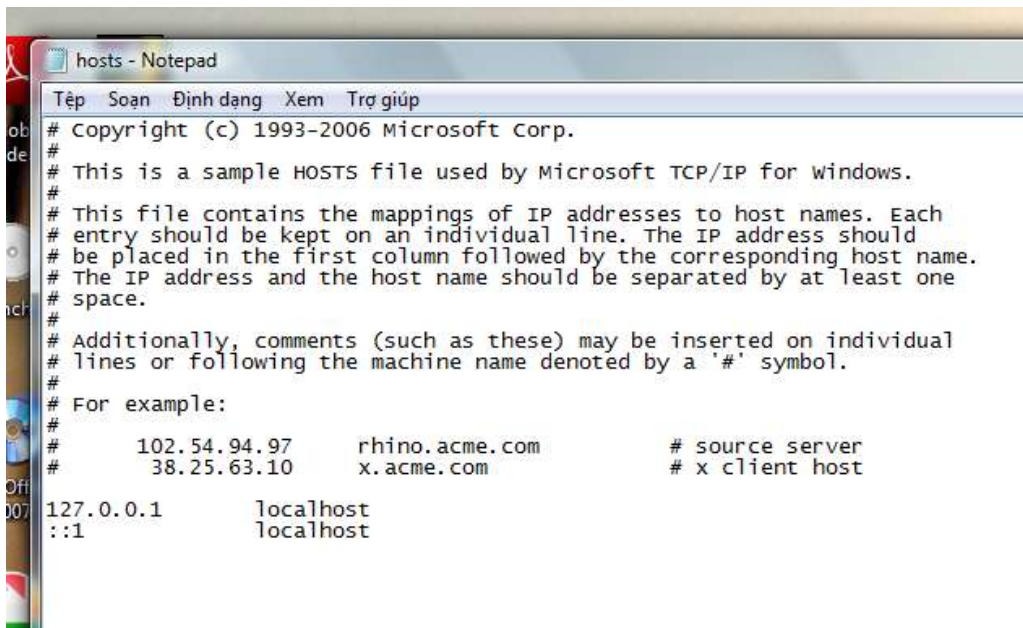 hosts - Notepad
Tệp Soạn Định dạng Xem Trợ giúp
# Copyright (c) 1993-2006 Microsoft Corp.
#
# This is a sample HOSTS file used by Microsoft TCP/IP for Windows.
#
# This file contains the mappings of IP addresses to host names. Each
# entry should be kept on an individual line. The IP address should
# be placed in the first column followed by the corresponding host name.
# The IP address and the host name should be separated by at least one
# space.
#
# Additionally, comments (such as these) may be inserted on individual
# lines or following the machine name denoted by a '#' symbol.
#
# For example:
#
#      102.54.94.97     rhino.acme.com          # source server
#       38.25.63.10     x.acme.com              # x client host
127.0.0.1       localhost
::1             localhost